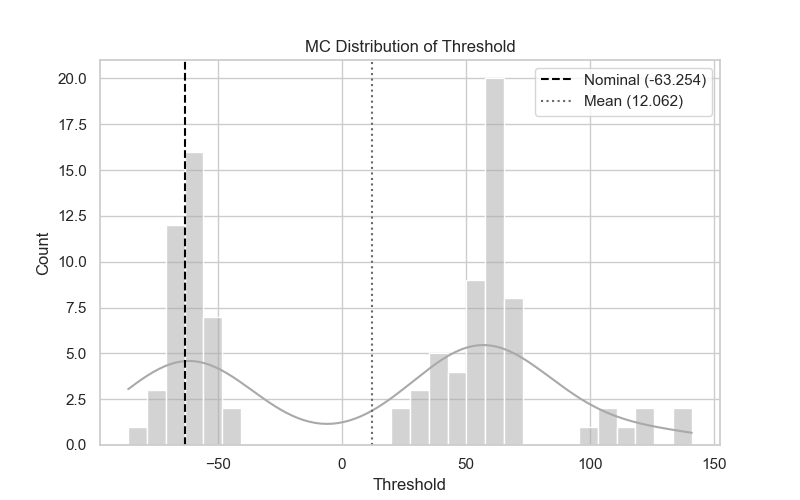 MC Distribution of Threshold
Nominal (-63.254)
Mean (12.062)
20.0
17.5
15.0
12.5
10.0
7.5
5.0
2.5
0.0
Count
−50
0
50
100
150
Threshold